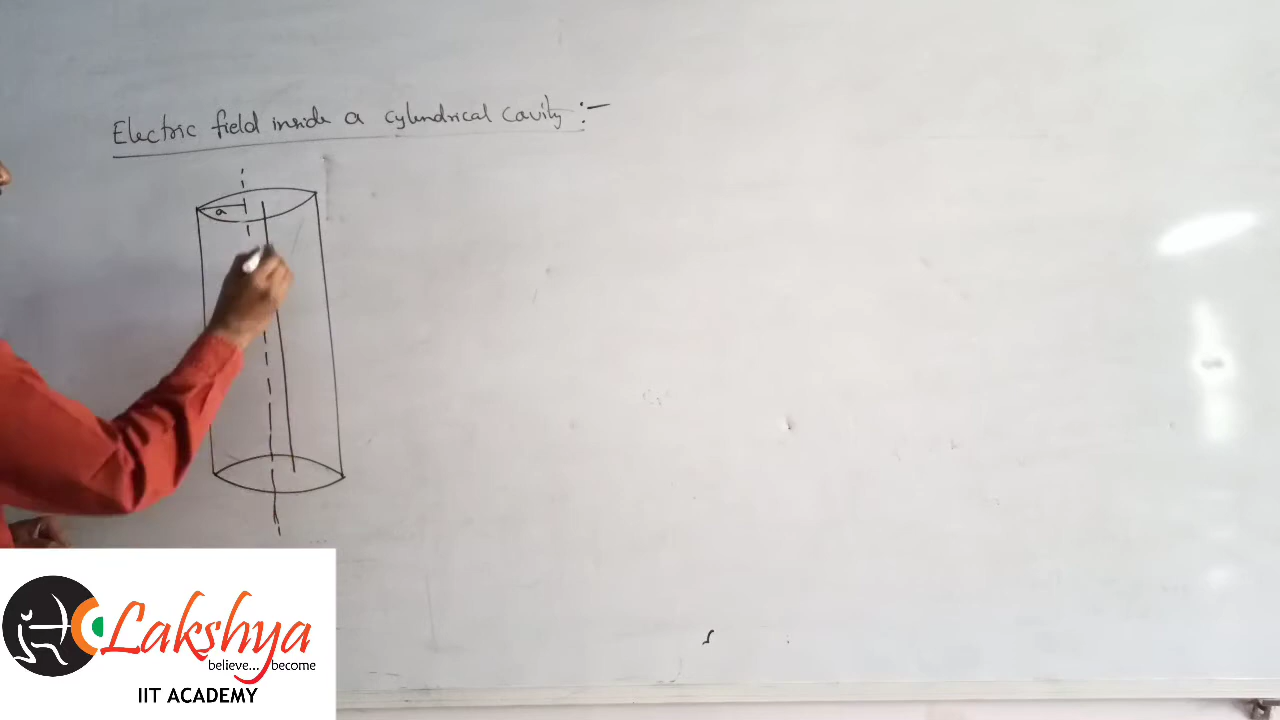 Electric field inside a cylindrical cavity :-
a
Lakshya
believe... become
IIT ACADEMY